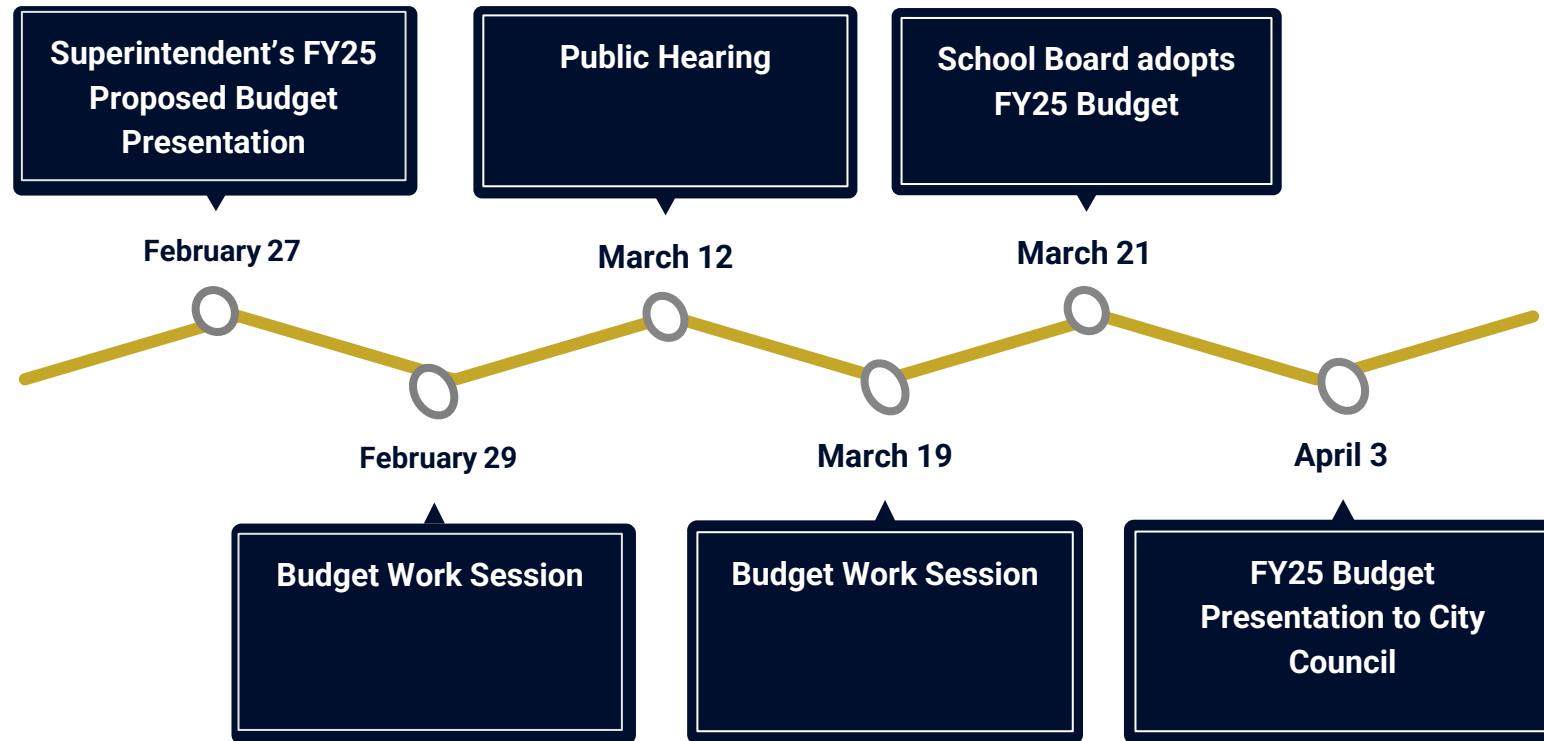 Superintendent’s FY25
Proposed Budget
Presentation
February 27
Public Hearing
March 12
School Board adopts
FY25 Budget
March 21
February 29
Budget Work Session
March 19
Budget Work Session
April 3
FY25 Budget
Presentation to City
Council